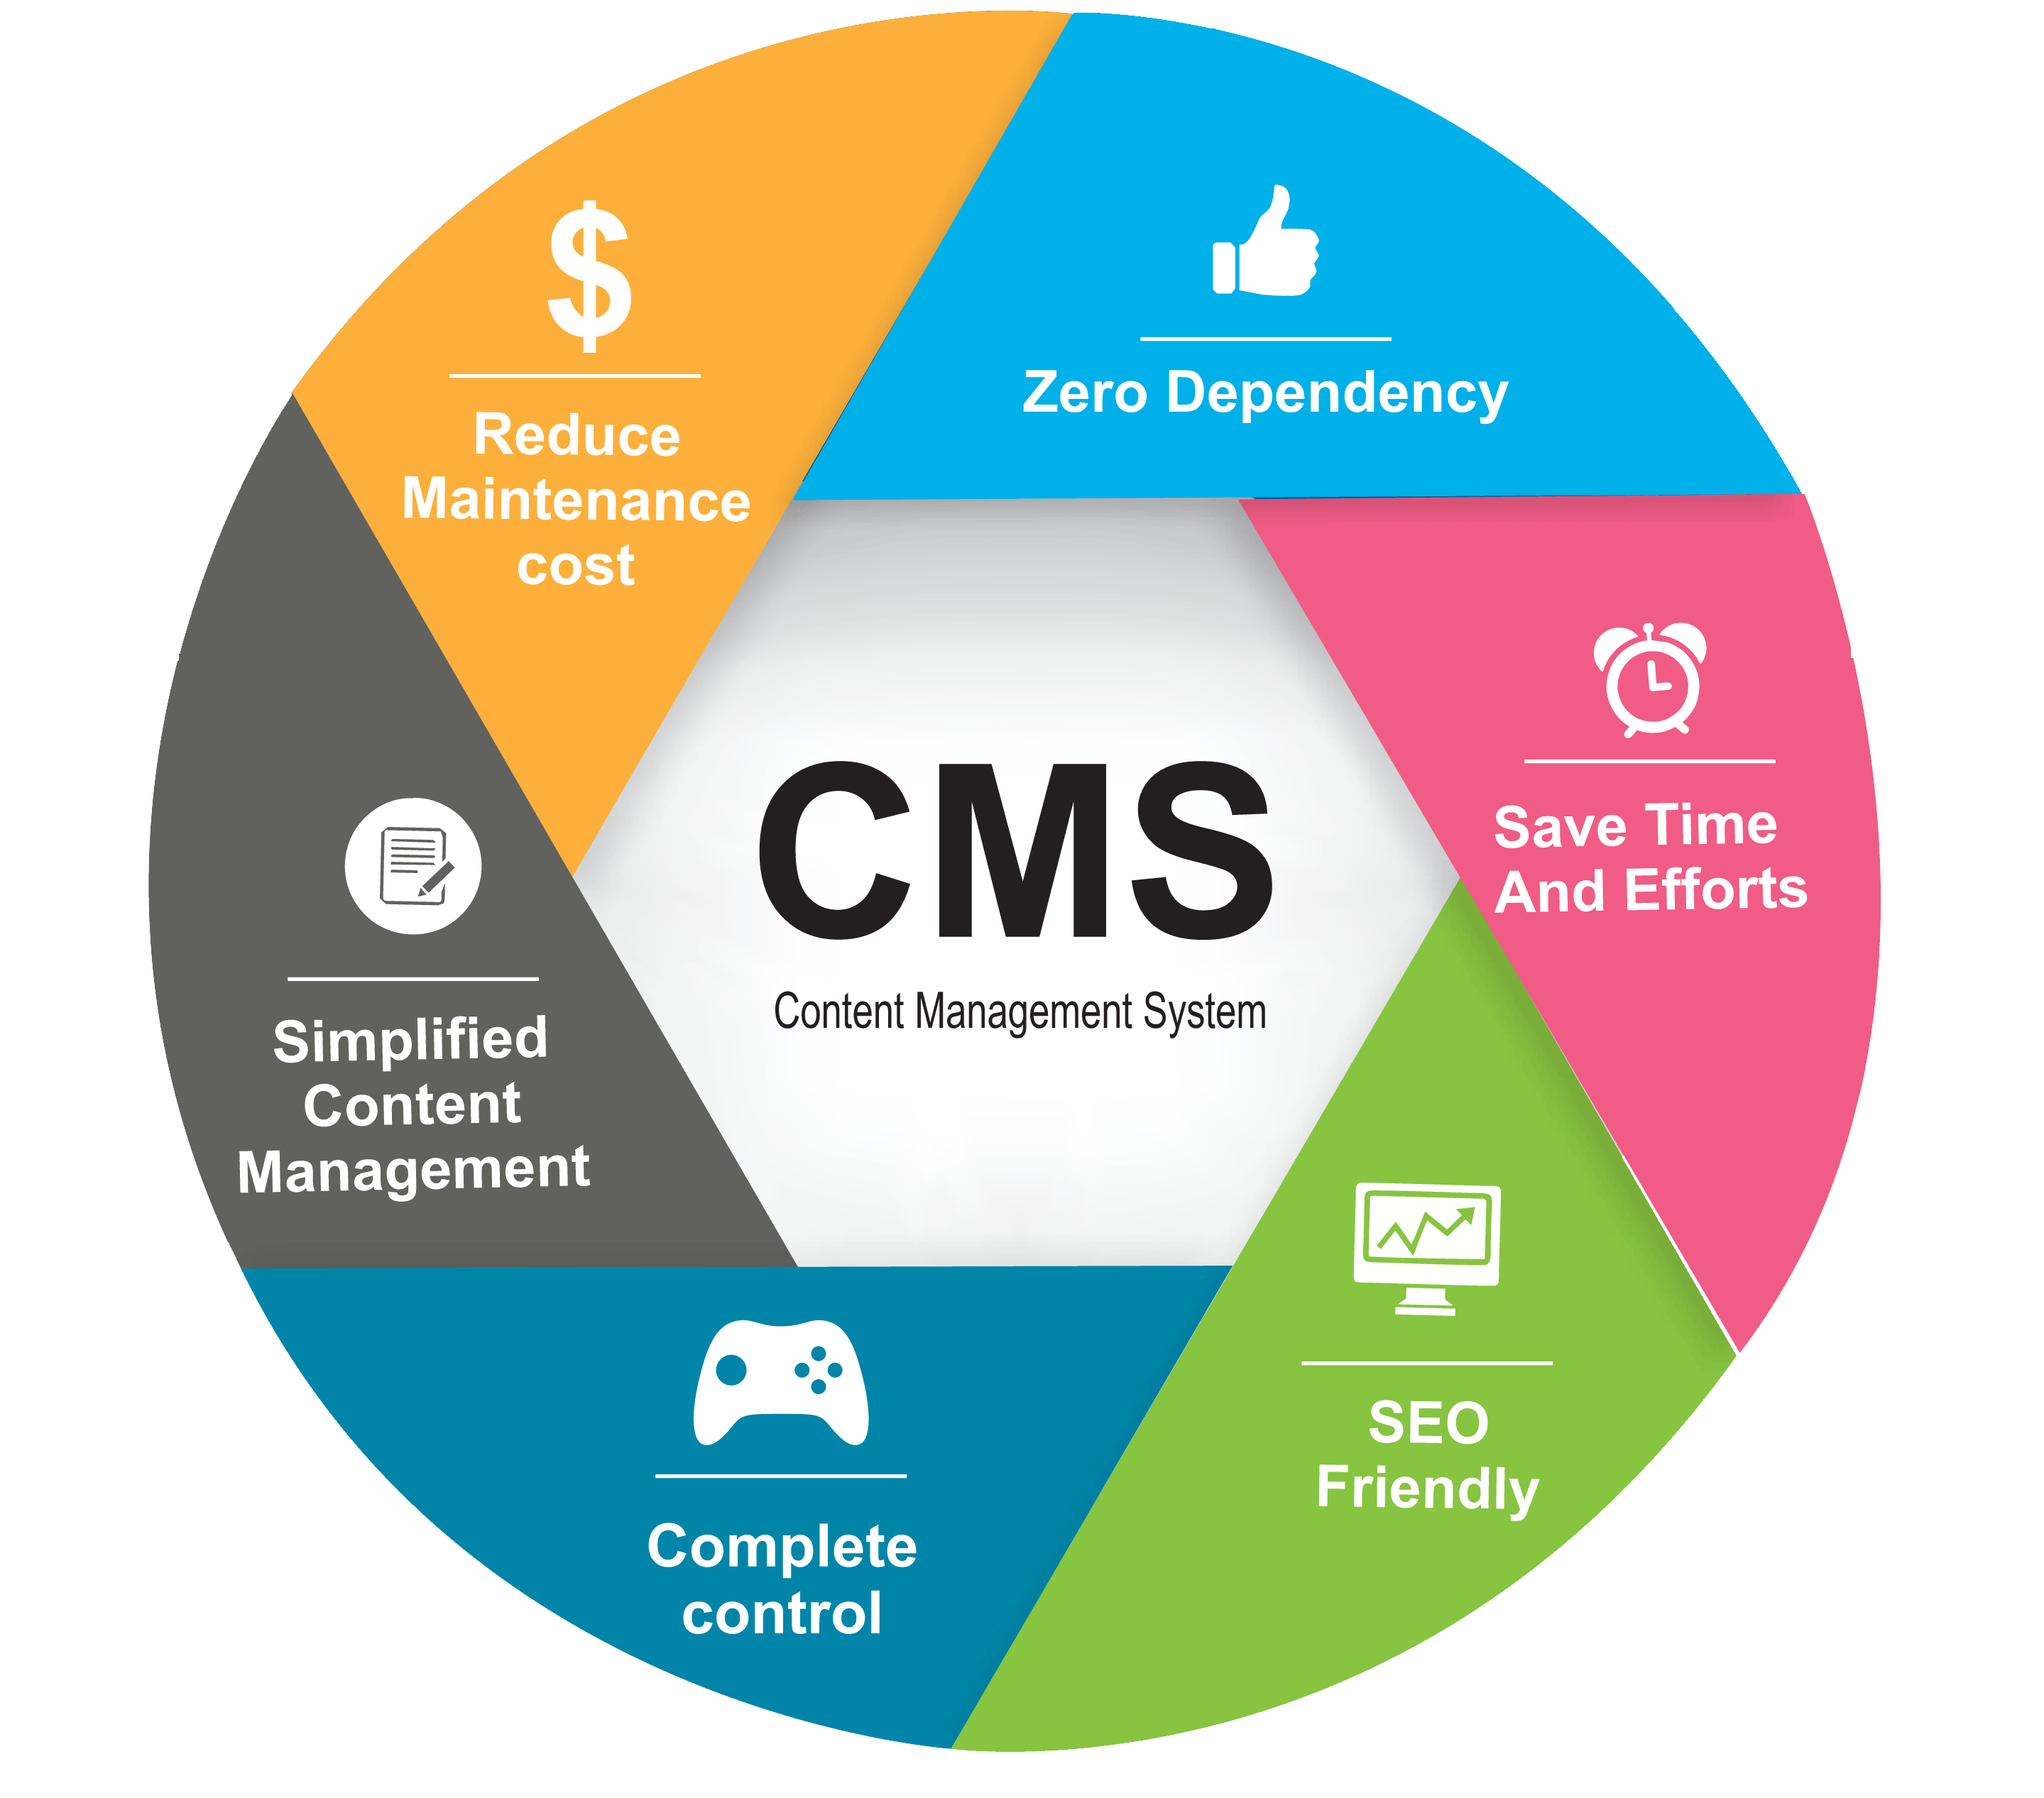 $
Reduce
Maintenance
cost
Zero Dependency
Save Time
And Efforts
CMS
Content Management System
Simplified
Content
Management
SEO
Friendly
Complete
control